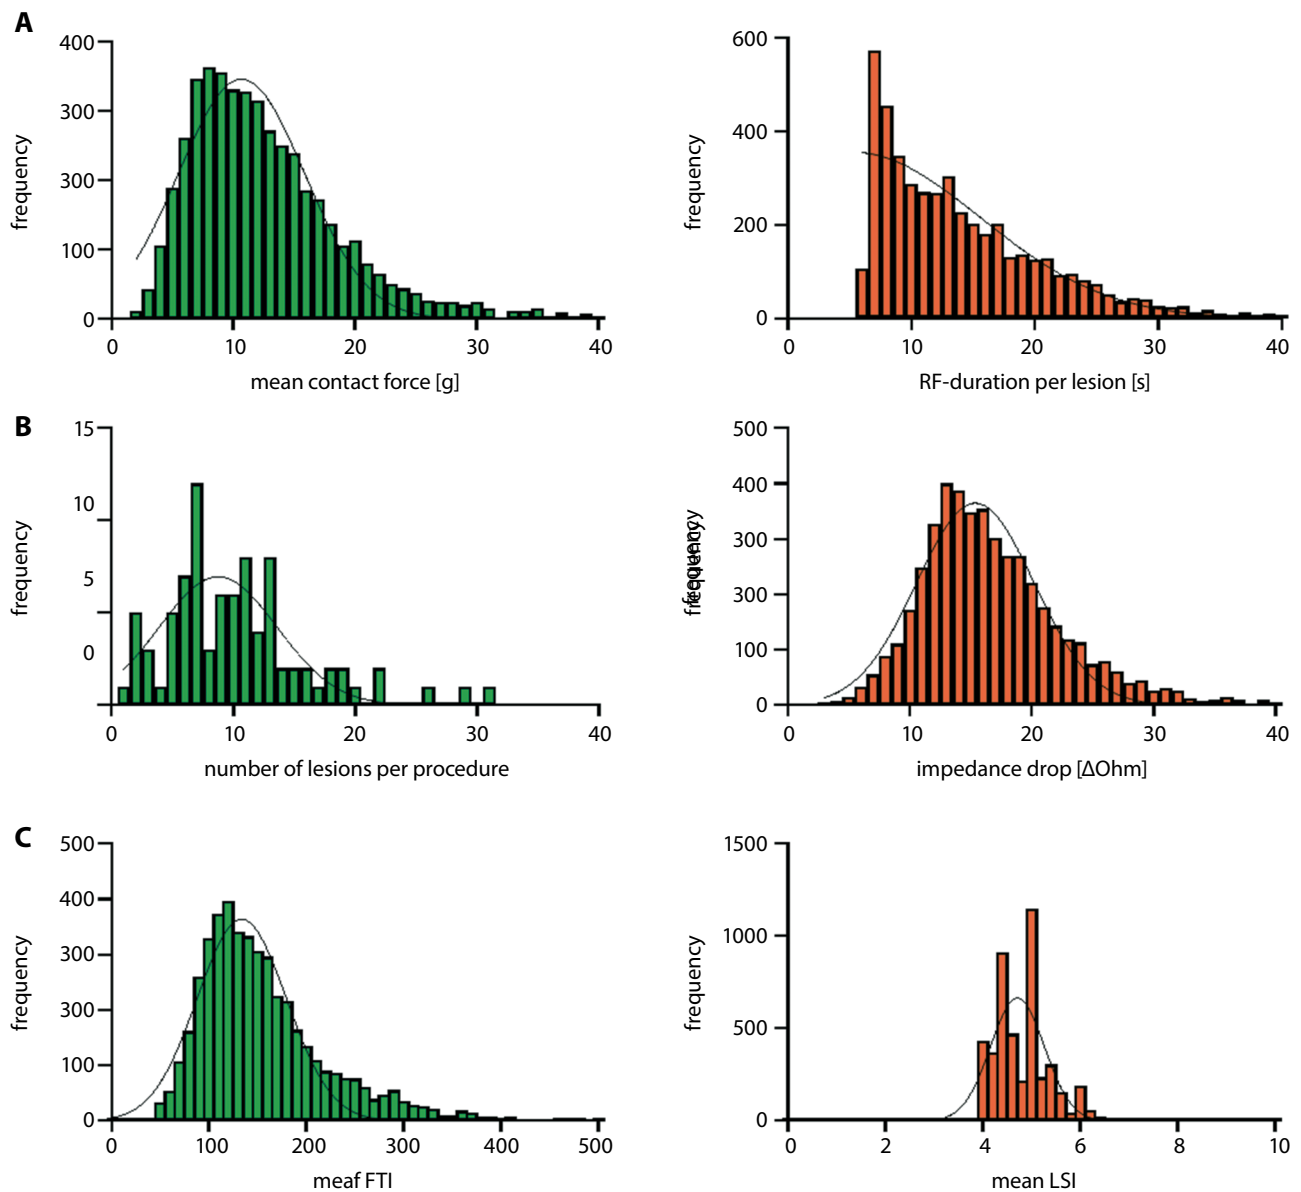 A
400
300
300
100
0
frequency
0 10 20 30 40
mean contact force [g]
600
400
200
0
frequency
0 10 20 30 40
RF-duration per lesion [s]
B
15
10
5
0
frequency
0 10 20 30 40
number of lesions per procedure
500
400
300
300
100
0
frequency
frequency
0 10 20 30 40
impedance drop [ΔOhm]
C
500
400
300
300
100
0
frequency
0 100 200 300 400 500
meaf FTI
1500
1000
500
0
frequency
0 2 4 6 8 10
mean LSI